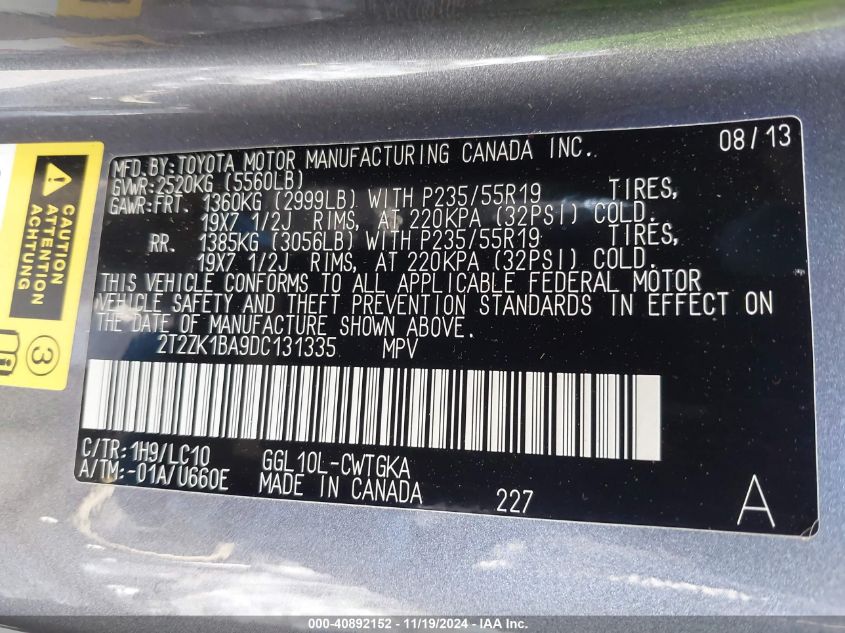 08/13
MFD.BY:TOYOTA MOTOR MANUFACTURING CANADA INC.
GVWR:2520KG (5560LB)
GAWR:FRT. 1360KG (2999LB) WITH P235/55R19 TIRES,
19X7 1/2J RIMS, AT 220KPA (32PSI) COLD.
RR. 1385KG (3056LB) WITH P235/55R19 TIRES,
19X7 1/2J RIMS, AT 220KPA (32PSI) COLD.
THIS VEHICLE CONFORMS TO ALL APPLICABLE FEDERAL MOTOR
VEHICLE SAFETY AND THEFT PREVENTION STANDARDS IN EFFECT ON
THE DATE OF MANUFACTURE SHOWN ABOVE.
2T2ZK1BA9DC131335 MPV
C/TR:1H9/LC10 GGL10L-CWTGKA
A/TM:-01A/U660E MADE IN CANADA 227 A
CAUTION
ATTENTION
ACHTUNG
3
000-40892152 - 11/19/2024 - IAAI.com